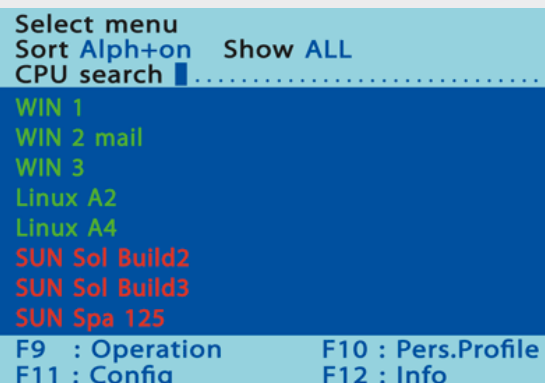 Select menu
Sort Alph+on Show ALL
CPU search ..............................
WIN 1
WIN 2 mail
WIN 3
Linux A2
Linux A4
SUN Sol Build2
SUN Sol Build3
SUN Spa 125
F9 : Operation F10 : Pers.Profile
F11 : Config F12 : Info